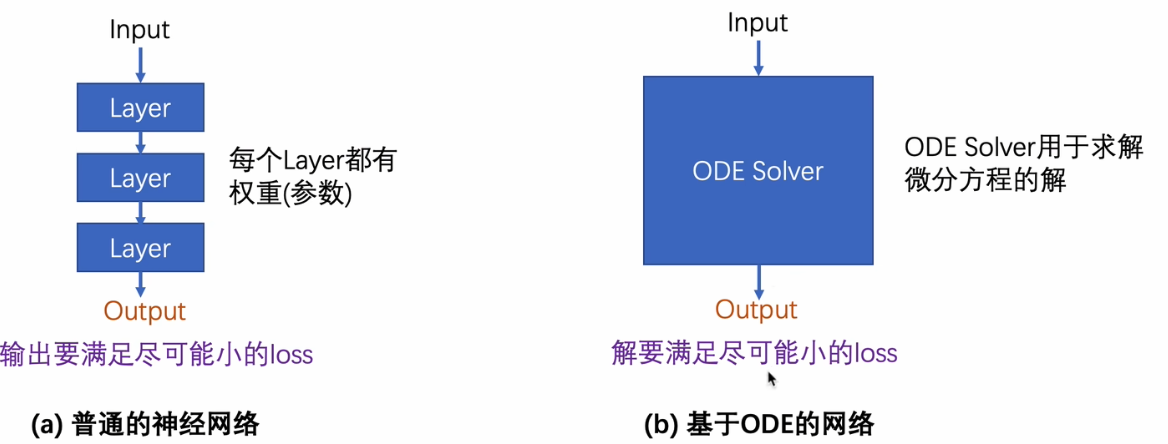 Input
Layer
Layer
Layer
每个Layer都有
权重(参数)
Output
输出要满足尽可能小的loss
(a) 普通的神经网络
Input
ODE Solver
ODE Solver用于求解
微分方程的解
Output
解要满足尽可能小的loss
(b) 基于ODE的网络